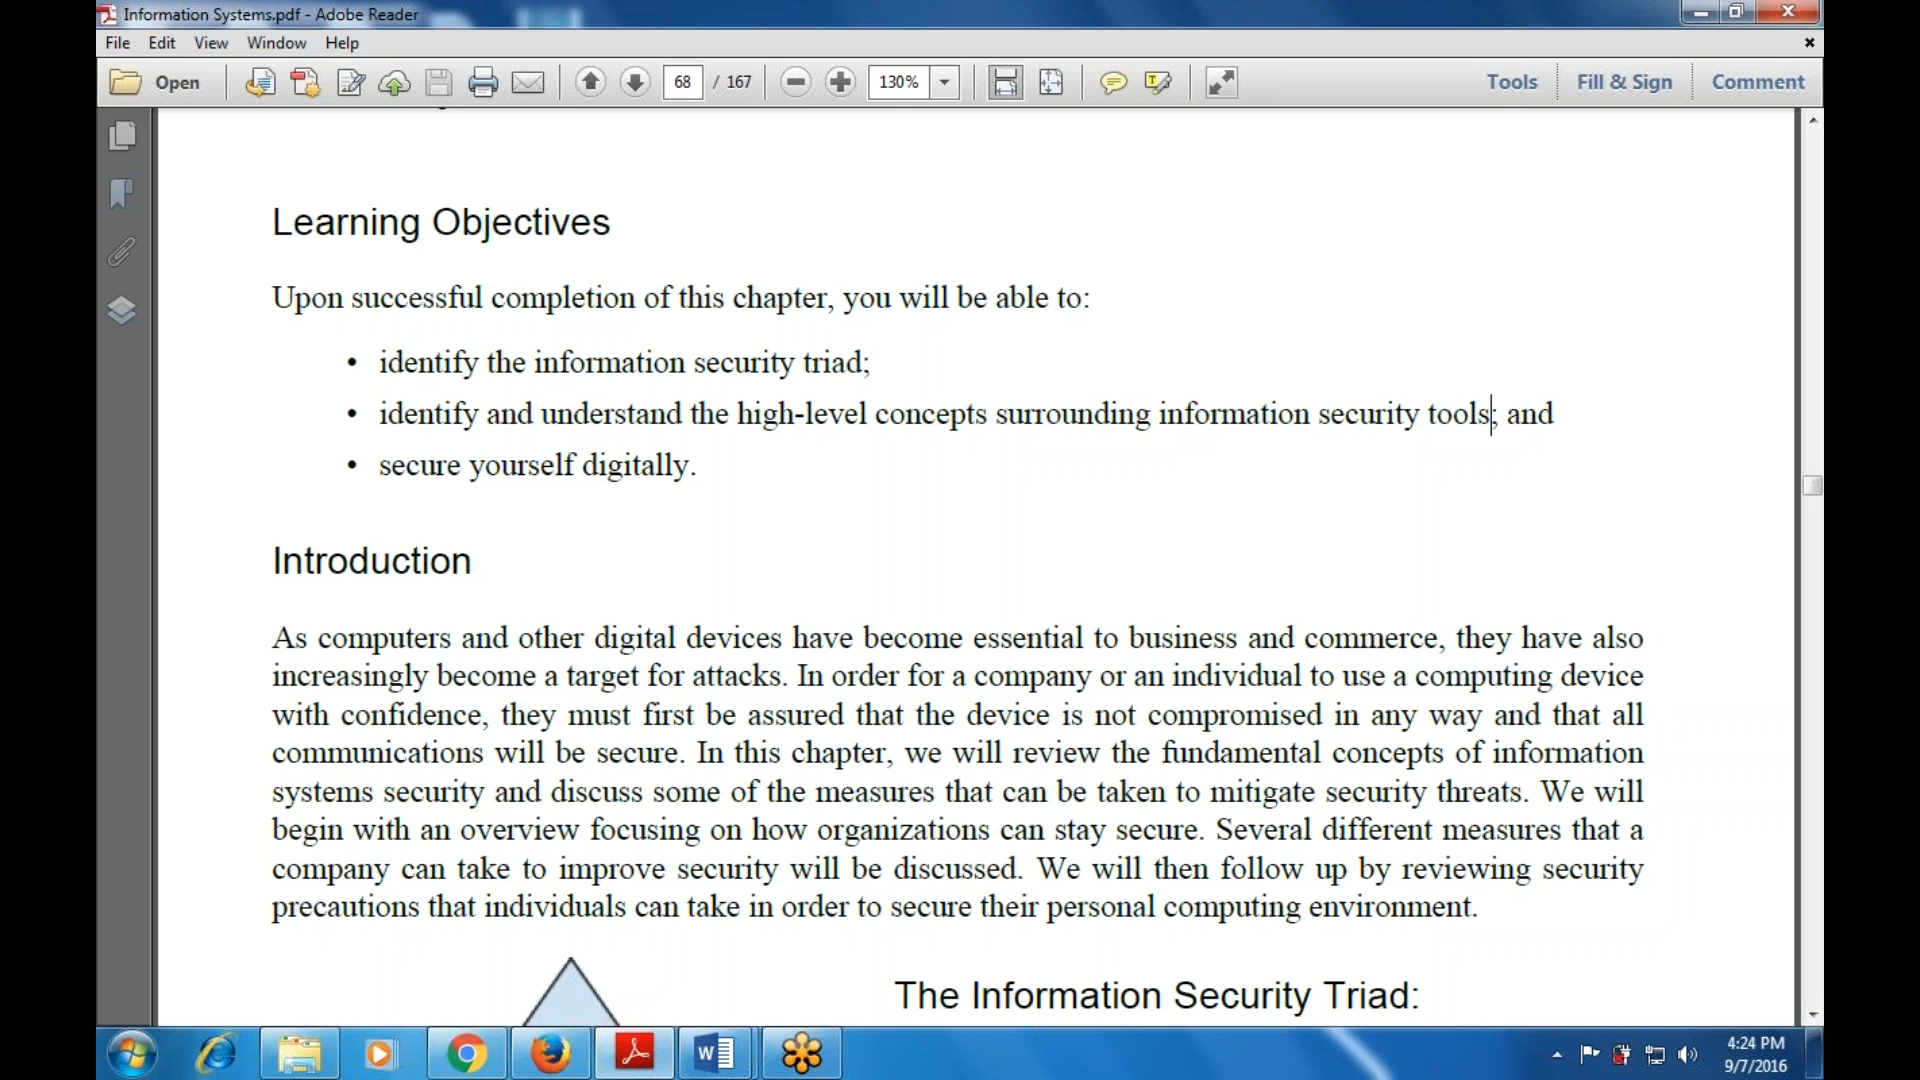 Information Systems.pdf - Adobe Reader
File Edit View Window Help
Open 68 / 167 130% Tools Fill & Sign Comment
Learning Objectives
Upon successful completion of this chapter, you will be able to:
• identify the information security triad;
• identify and understand the high-level concepts surrounding information security tools; and
• secure yourself digitally.
Introduction
As computers and other digital devices have become essential to business and commerce, they have also
increasingly become a target for attacks. In order for a company or an individual to use a computing device
with confidence, they must first be assured that the device is not compromised in any way and that all
communications will be secure. In this chapter, we will review the fundamental concepts of information
systems security and discuss some of the measures that can be taken to mitigate security threats. We will
begin with an overview focusing on how organizations can stay secure. Several different measures that a
company can take to improve security will be discussed. We will then follow up by reviewing security
precautions that individuals can take in order to secure their personal computing environment.
The Information Security Triad:
4:24 PM
9/7/2016